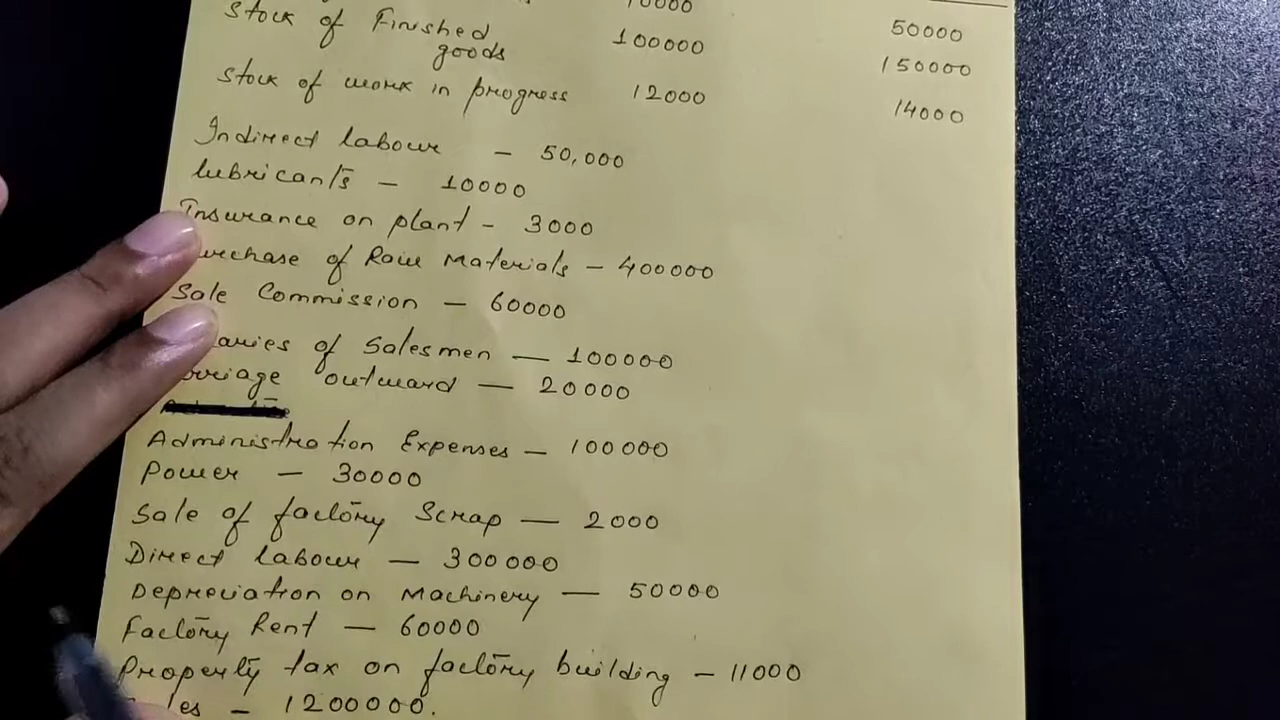 50000
Stock of Finished 100000 150000
goods
Stock of work in progress 12000 14000
Indirect labour - 50,000
lubricants - 10000
Insurance on plant - 3000
of Raw Materials - 400000
Sale Commission - 60000
of Salesmen - 100000
outward - 20000
Administration Expenses - 100000
Power - 30000
Sale of factory Scrap - 2000
Direct labour - 300000
Depreciation on Machinery - 50000
Factory Rent - 60000
Property tax on factory building - 11000
- 1200000.